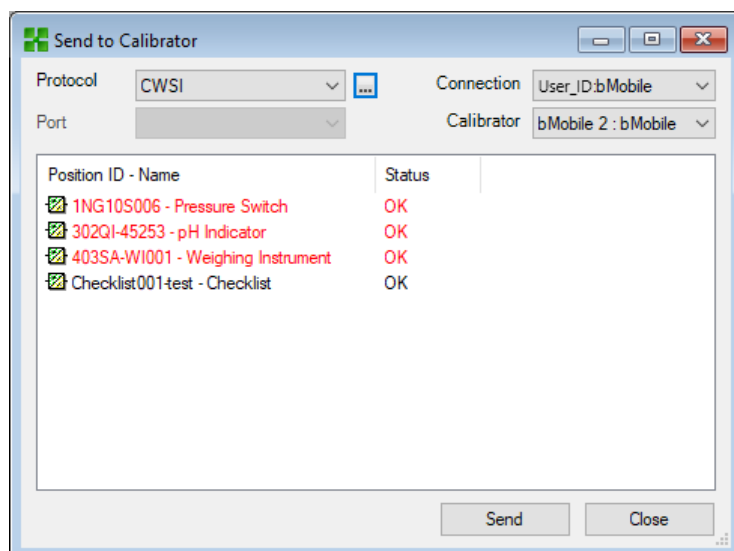 Send to Calibrator
Protocol CWSI ... Connection User_ID:bMobile
Port Calibrator bMobile 2 : bMobile
Position ID - Name Status
1NG10S006 - Pressure Switch OK
302QI-45253 - pH Indicator OK
403SA-WI001 - Weighing Instrument OK
Checklist001-test - Checklist OK
Send Close